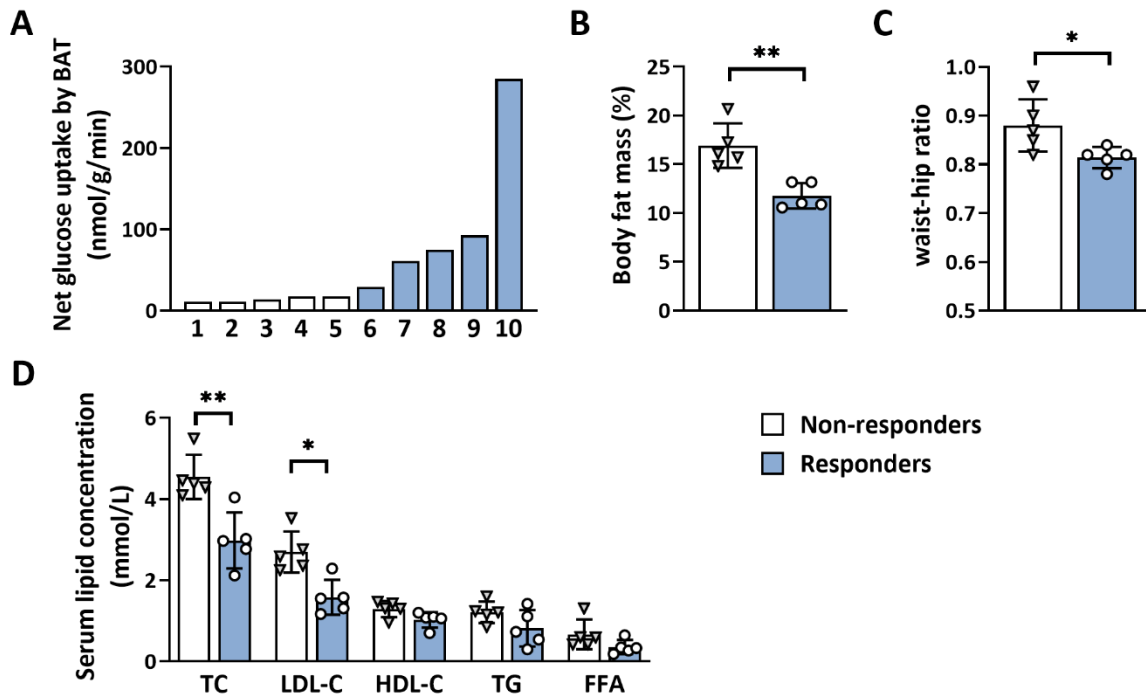 A
Net glucose uptake by BAT
(nmol/g/min)
300
200
100
0
1 2 3 4 5 6 7 8 9 10
B
**
Body fat mass (%)
25
20
15
10
5
0
C
*
waist-hip ratio
1.0
0.9
0.8
0.7
0.6
0.5
D
**
*
Serum lipid concentration
(mmol/L)
6
4
2
0
TC LDL-C HDL-C TG FFA
Non-responders
Responders